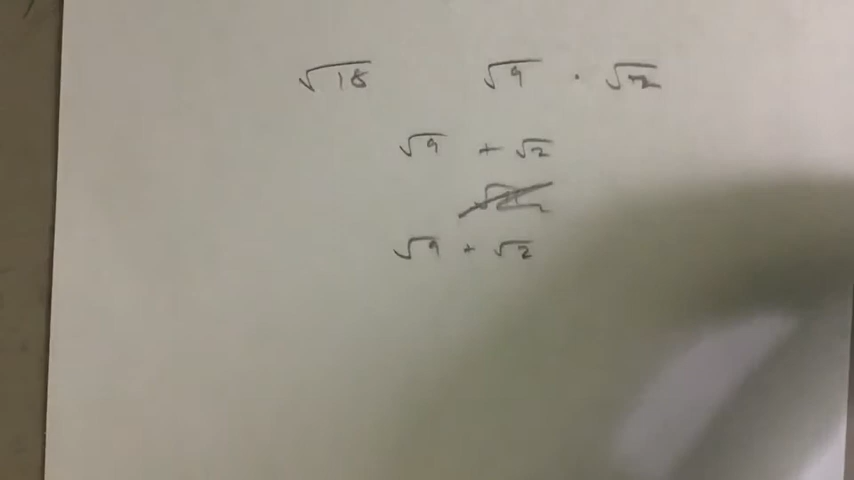 √18 √9 · √2
√9 + √2
√9 + √2